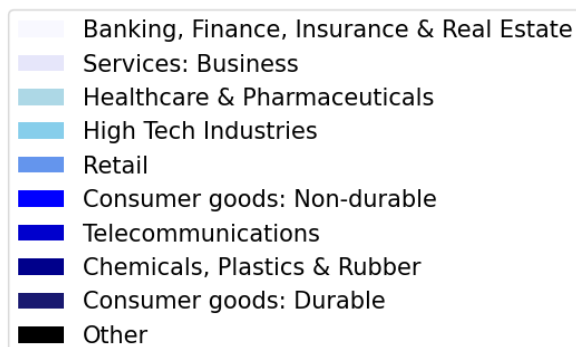 Banking, Finance, Insurance & Real Estate
Services: Business
Healthcare & Pharmaceuticals
High Tech Industries
Retail
Consumer goods: Non-durable
Telecommunications
Chemicals, Plastics & Rubber
Consumer goods: Durable
Other